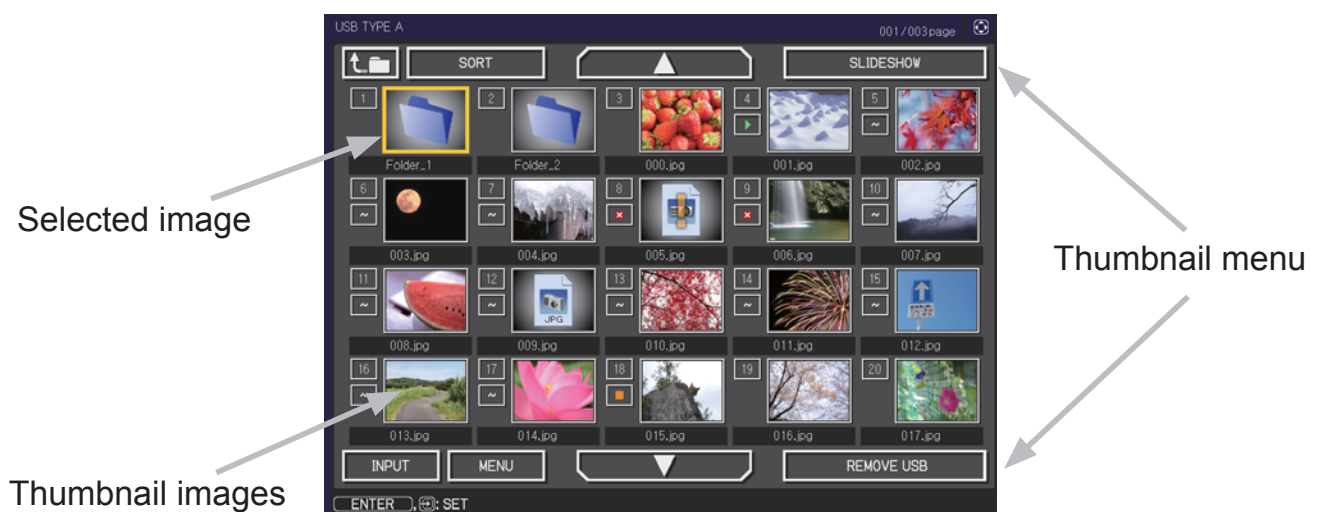 USB TYPE A
001/003page
SORT
SLIDESHOW
1
2
3
4
5
Folder_1
Folder_2
000.jpg
001.jpg
002.jpg
6
7
8
9
10
~
~
~
003.jpg
004.jpg
005.jpg
006.jpg
007.jpg
11
12
13
14
15
~
~
~
~
~
JPG
008.jpg
009.jpg
010.jpg
011.jpg
012.jpg
16
17
18
19
20
~
~
013.jpg
014.jpg
015.jpg
016.jpg
017.jpg
INPUT
MENU
REMOVE USB
ENTER , : SET
Selected image
Thumbnail images
Thumbnail menu